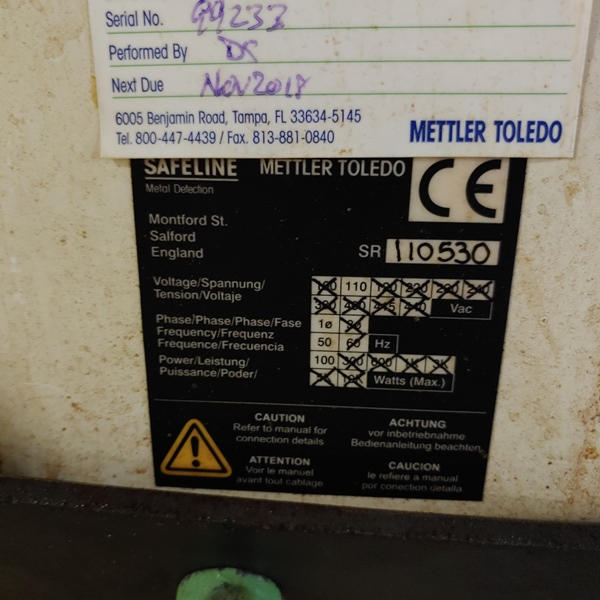 Serial No. G9233
Performed By DS
Next Due Nov 2018
6005 Benjamin Road, Tampa, FL 33634-5145
Tel. 800-447-4439 / Fax. 813-881-0840
METTLER TOLEDO
SAFELINE METTLER TOLEDO
Metal Detection
CE
Montford St.
Salford
England
SR 110530
Voltage/Spannung/
Tension/Voltaje
100 110 120 220 230 240
380 400 415 440 Vac
Phase/Phase/Phase/Fase
1ø 3ø
Frequency/Frequenz
Frequence/Frecuencia
50 60 Hz
Power/Leistung/
Puissance/Poder/
100 300 600 1K
Watts (Max.)
CAUTION
Refer to manual for
connection details
ACHTUNG
vor inbetriebnahme
Bedienanleitung beachten
ATTENTION
Voir le manuel
avant tout cablage
CAUCION
le refiere a manual
por conection detalla